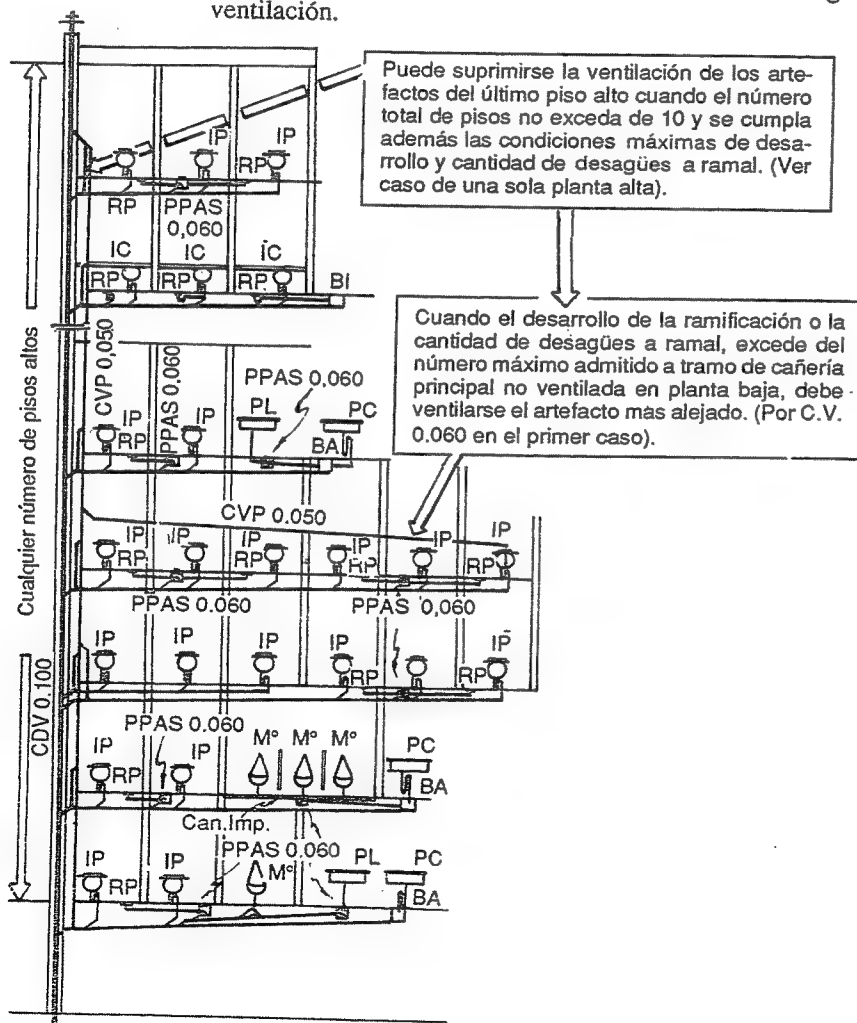 ventilación.
Puede suprimirse la ventilación de los arte-
factos del último piso alto cuando el número
total de pisos no exceda de 10 y se cumpla
además las condiciones máximas de desa-
rrollo y cantidad de desagües a ramal. (Ver
caso de una sola planta alta).
IP IP
RP
RP PPAS
0,060
IC IC IC
RP RP RP BI
Cuando el desarrollo de la ramificación o la
cantidad de desagües a ramal, excede del
número máximo admitido a tramo de cañería
principal no ventilada en planta baja, debe
ventilarse el artefacto mas alejado. (Por C.V.
0.060 en el primer caso).
Cualquier número de pisos altos
CVP 0,050
PPAS 0,060
PPAS 0,060
IP IP PL PC
RP BA
CVP 0.050
IP IP IP IP IP IP
RP RP RP RP
PPAS 0.060 PPAS 0,060
IP IP IP IP IP
RP RP
CDV 0.100
PPAS 0.060
IP IP Mº Mº Mº PC
RP BA
Can.Imp.
PPAS 0.060
IP IP Mº PL PC
RP BA